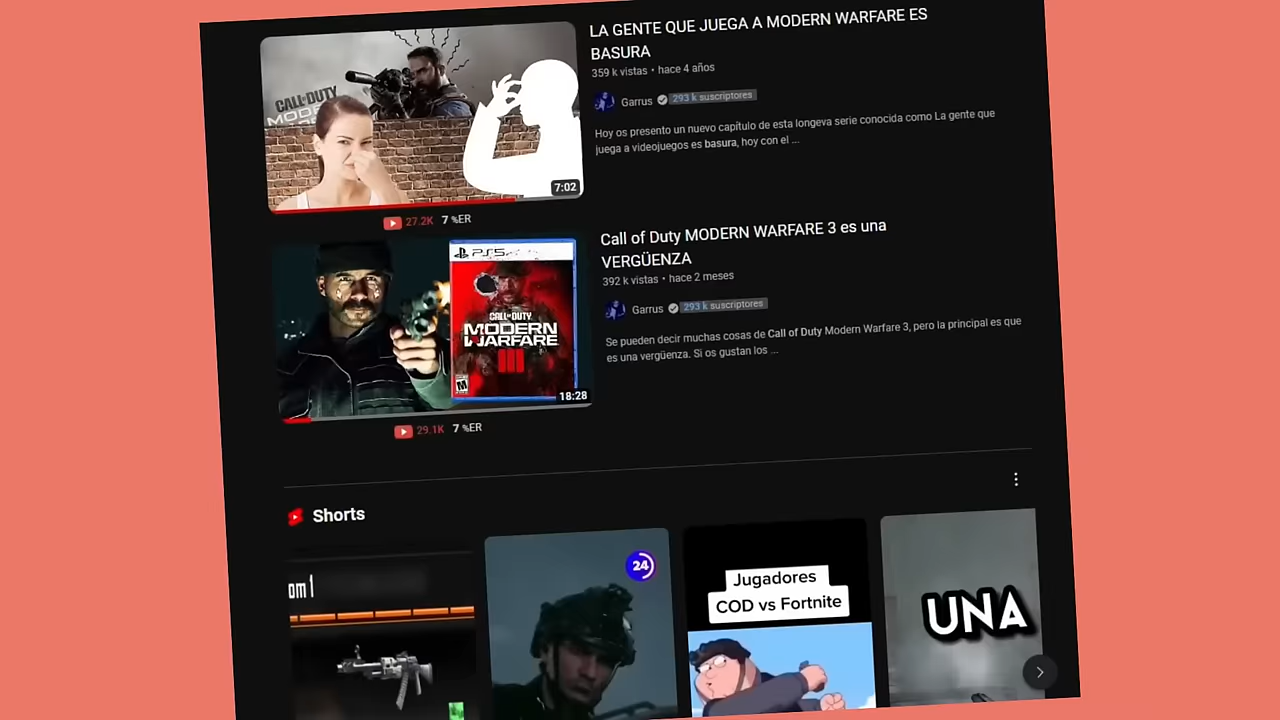 LA GENTE QUE JUEGA A MODERN WARFARE ES
BASURA
359 k vistas • hace 4 años
Garrus 293 k suscriptores
Hoy os presento un nuevo capítulo de esta longeva serie conocida como La gente que
juega a videojuegos es basura, hoy con el ...
CALL OF DUTY
7:02
27.2K 7 %ER
Call of Duty MODERN WARFARE 3 es una
VERGÜENZA
392 k vistas • hace 2 meses
Garrus 293 k suscriptores
Se pueden decir muchas cosas de Call of Duty Modern Warfare 3, pero la principal es que
es una vergüenza. Si os gustan los ...
PS5
CALL OF DUTY
MODERN
WARFARE
III
M
18:28
29.1K 7 %ER
Shorts
om 1
24
Jugadores
COD vs Fortnite
UNA